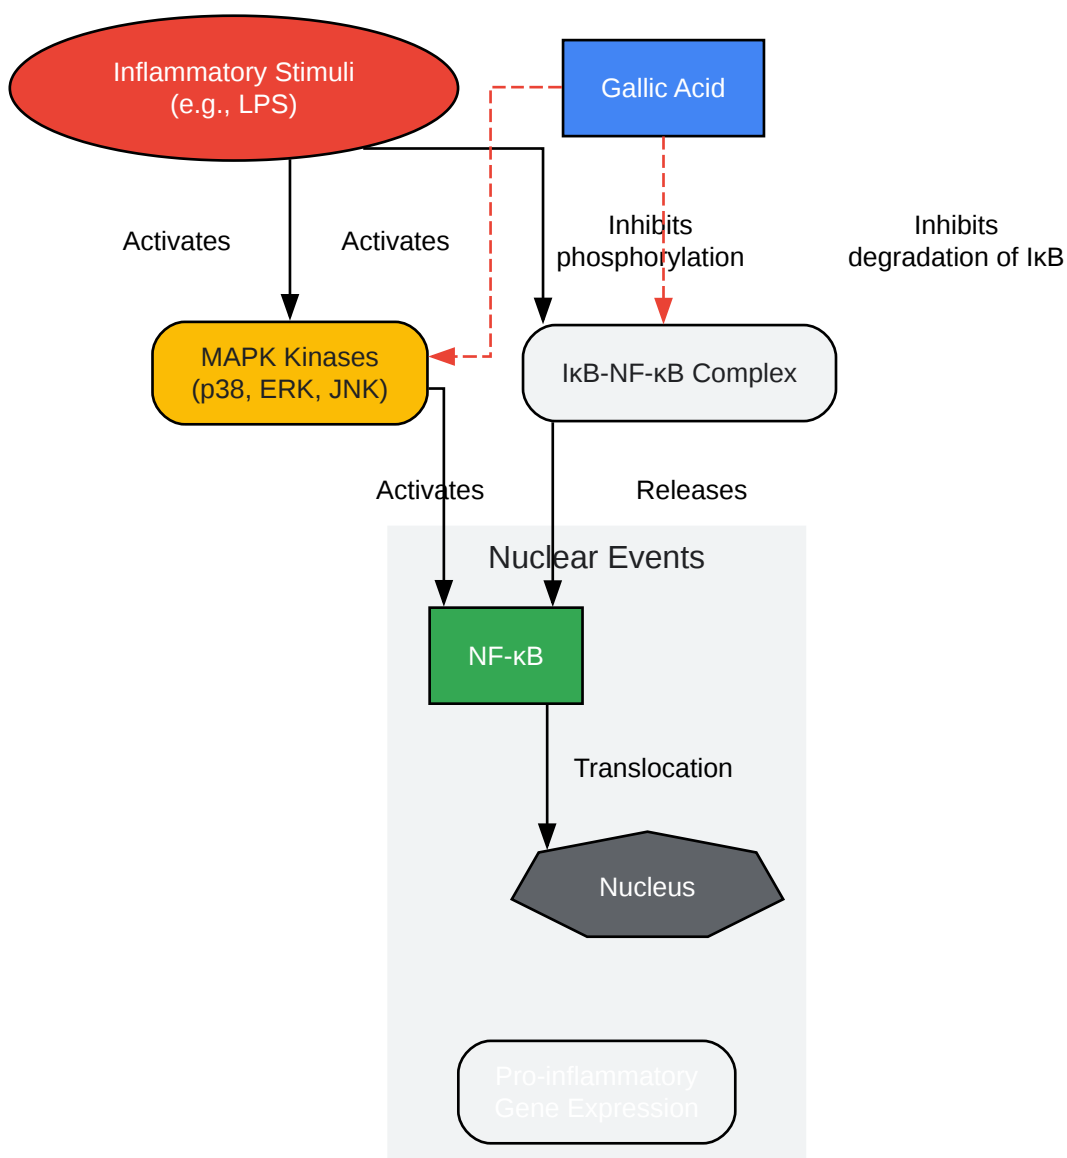 Inflammatory Stimuli
(e.g., LPS)
Gallic Acid
Activates
Activates
Inhibits
phosphorylation
Inhibits
degradation of IκB
MAPK Kinases
(p38, ERK, JNK)
IκB-NF-κB Complex
Activates
Releases
Nuclear Events
NF-κB
Translocation
Nucleus
Pro-inflammatory
Gene Expression